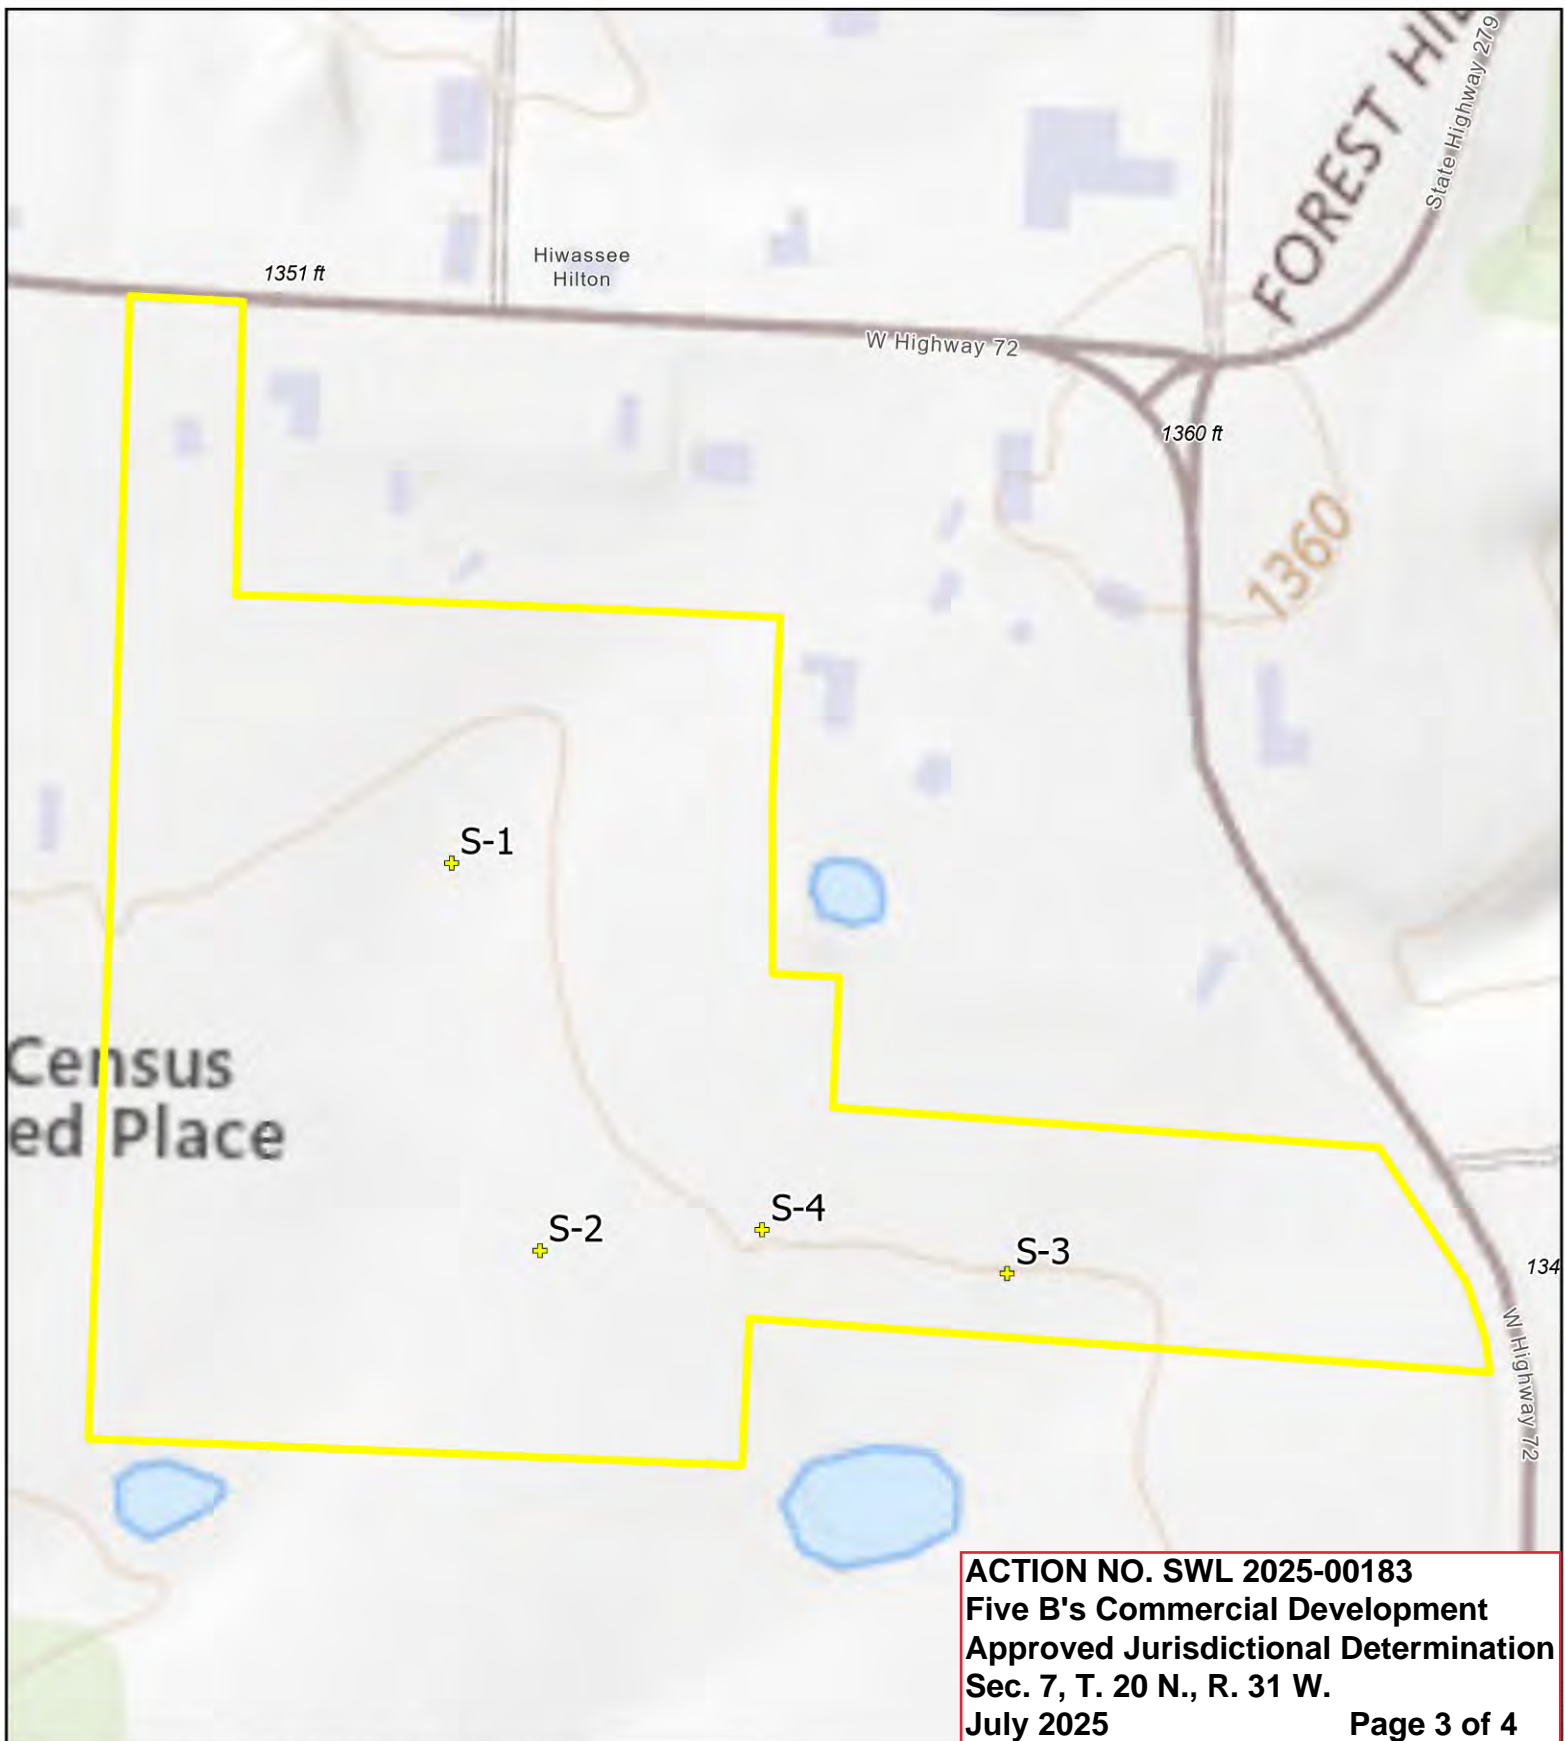 FOREST HIL
State Highway 279
Hiwassee
Hilton
1351 ft
W Highway 72
1360 ft
1360
S-1
Census
ed Place
S-4
S-2
S-3
134
W Highway 72
ACTION NO. SWL 2025-00183
Five B's Commercial Development
Approved Jurisdictional Determination
Sec. 7, T. 20 N., R. 31 W.
July 2025 Page 3 of 4